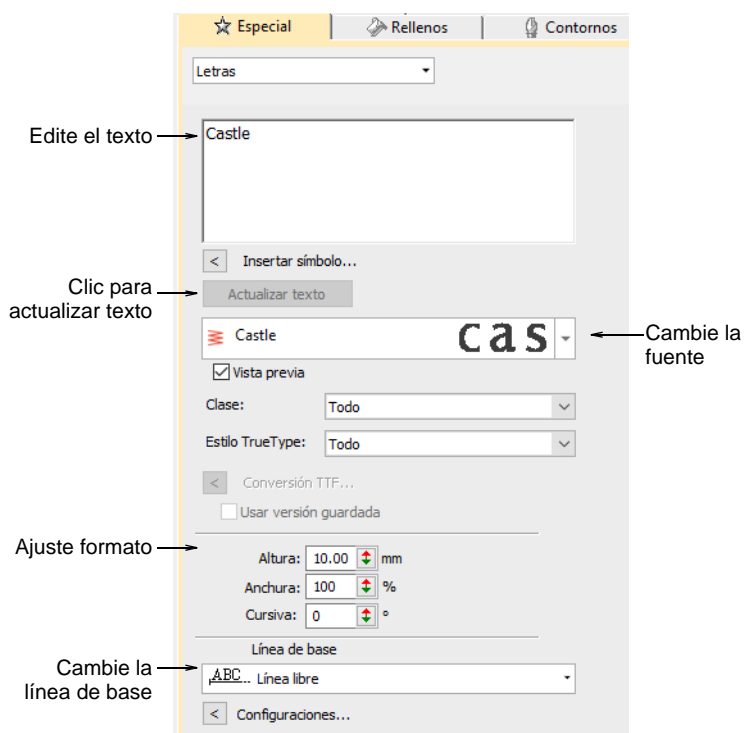 Especial Rellenos Contornos
Letras
Edite el texto
Castle
< Insertar símbolo...
Clic para
actualizar texto
Actualizar texto
Castle cas
Cambie la
fuente
Vista previa
Clase: Todo
Estilo TrueType: Todo
< Conversión TTF...
Usar versión guardada
Ajuste formato
Altura: 10.00 mm
Anchura: 100 %
Cursiva: 0 °
Línea de base
Cambie la
línea de base
ABC... Línea libre
< Configuraciones...